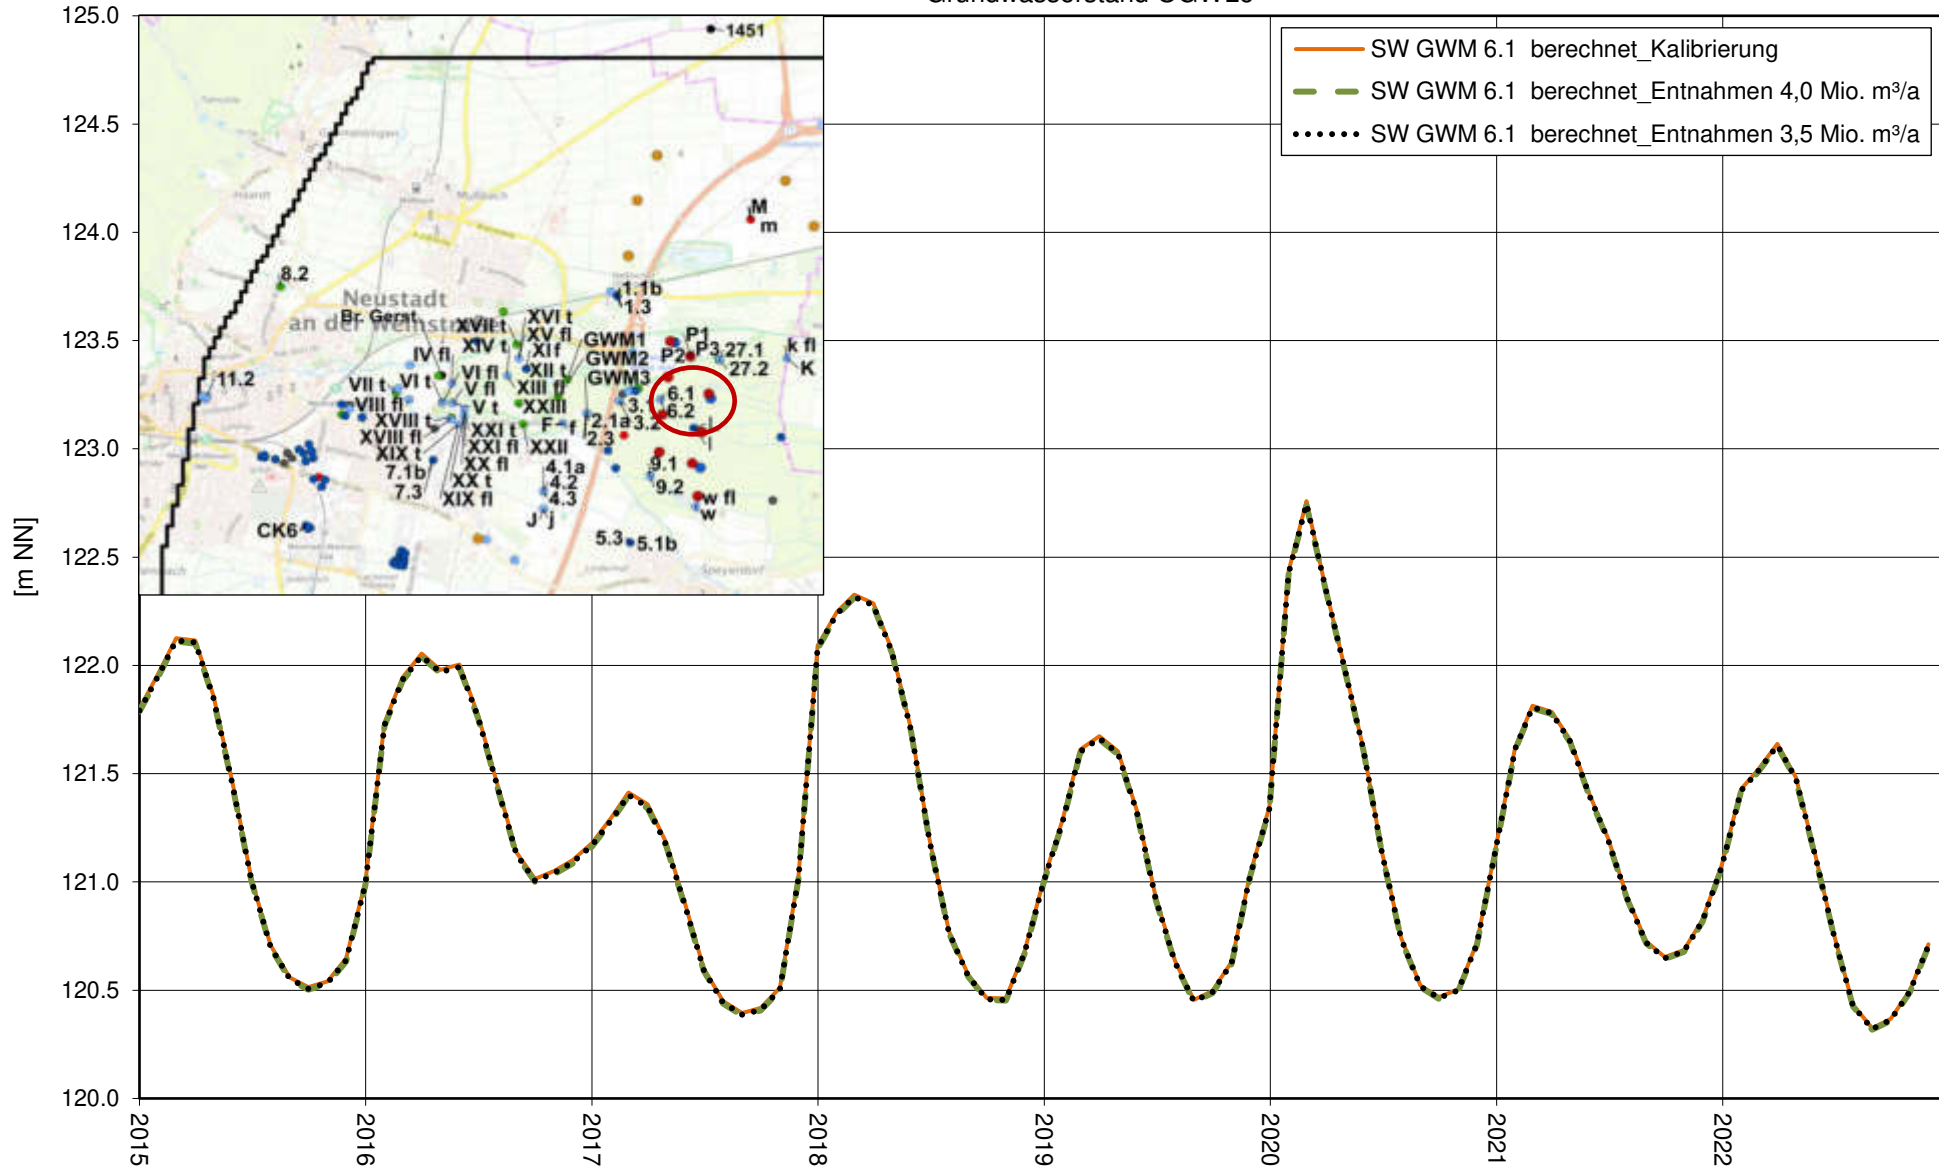 125.0
124.5
124.0
123.5
123.0
122.5
122.0
121.5
121.0
120.5
120.0
[m NN]
SW GWM 6.1 berechnet_Kalibrierung
SW GWM 6.1 berechnet_Entnahmen 4,0 Mio. m³/a
SW GWM 6.1 berechnet_Entnahmen 3,5 Mio. m³/a
1451
M
m
8.2
1.1b
1.3
Neustadt
an der Weinstraße
Br. Gerst
XVI t
XVII t
XV fl
XIV t
XI f
GWM1
GWM2
GWM3
P1
P2
P3
27.1
27.2
k fl
K
IV fl
VI fl
XII t
XIII fl
11.2
VII t
VI t
V fl
VIII fl
V t
XXIII
6.1
6.2
3.1
3.2
XVIII t
XVIII fl
XXI t
XXI fl
XXII
F
f
2.1a
2.3
l
XIX t
XX fl
7.1b
7.3
XX t
XIX fl
4.1a
4.2
4.3
J
j
9.1
9.2
w fl
w
CK6
5.3
5.1b
Speyerdorf
2015
2016
2017
2018
2019
2020
2021
2022